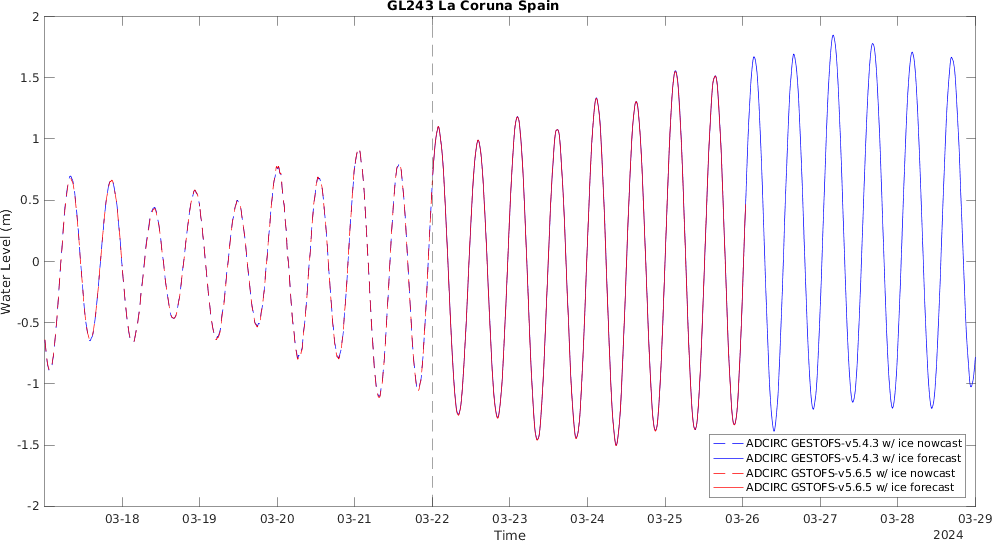 GL243 La Coruna Spain
2
1.5
1
0.5
0
-0.5
-1
-1.5
-2
Water Level (m)
03-18 03-19 03-20 03-21 03-22 03-23 03-24 03-25 03-26 03-27 03-28 03-29
Time
2024
ADCIRC GESTOFS-v5.4.3 w/ ice nowcast
ADCIRC GESTOFS-v5.4.3 w/ ice forecast
ADCIRC GSTOFS-v5.6.5 w/ ice nowcast
ADCIRC GSTOFS-v5.6.5 w/ ice forecast